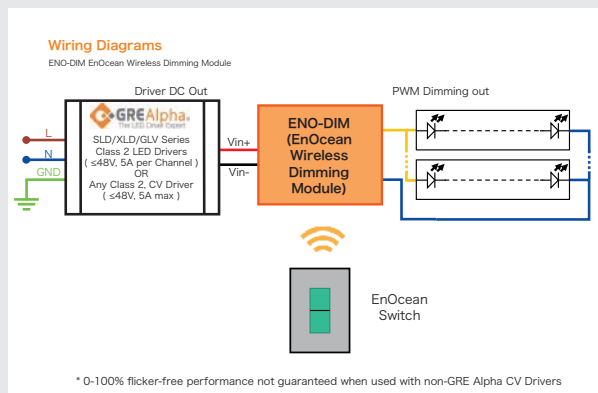 Wiring Diagrams
ENO-DIM EnOcean Wireless Dimming Module
Driver DC Out
PWM Dimming out
GREAlpha®
The LED Driver Expert
SLD/XLD/GLV Series
Class 2 LED Drivers
( ≤48V, 5A per Channel )
OR
Any Class 2, CV Driver
( ≤48V, 5A max )
L
N
GND
Vin+
Vin-
ENO-DIM
(EnOcean
Wireless
Dimming
Module)
EnOcean
Switch
* 0-100% flicker-free performance not guaranteed when used with non-GRE Alpha CV Drivers